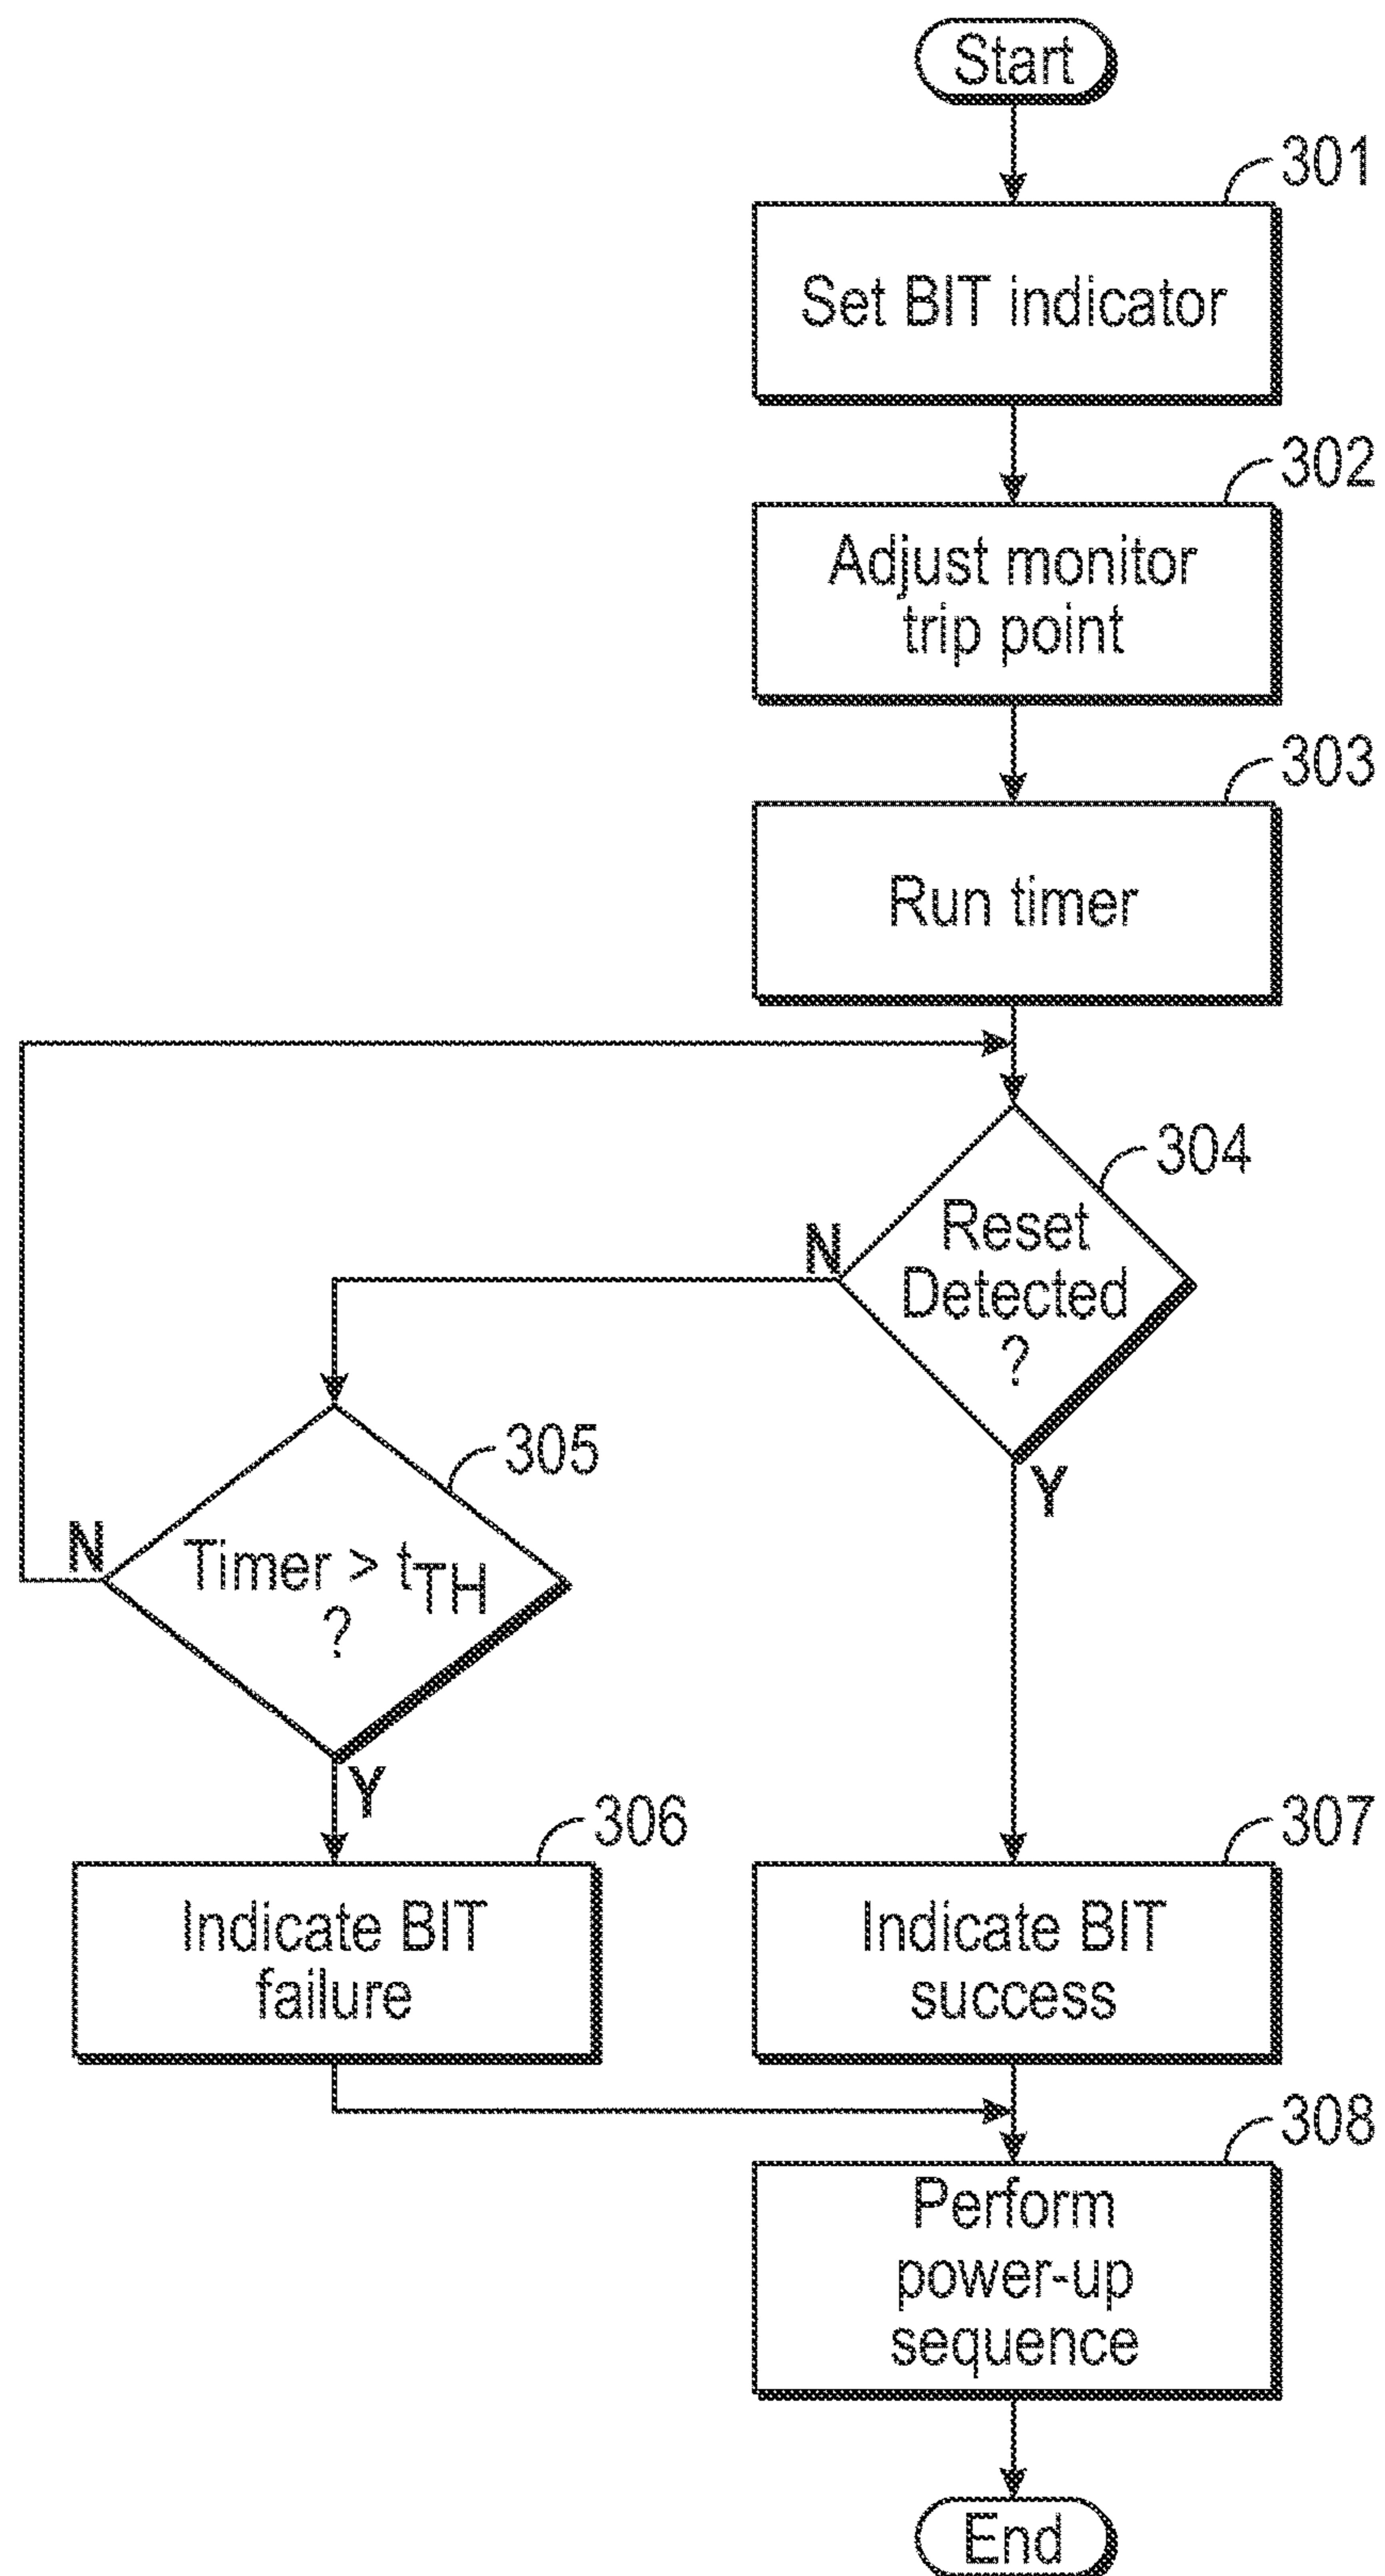 Start
301
Set BIT indicator
302
Adjust monitor
trip point
303
Run timer
304
Reset
Detected
?
N
Y
305
Timer > tTH
?
N
Y
306
Indicate BIT
failure
307
Indicate BIT
success
308
Perform
power-up
sequence
End